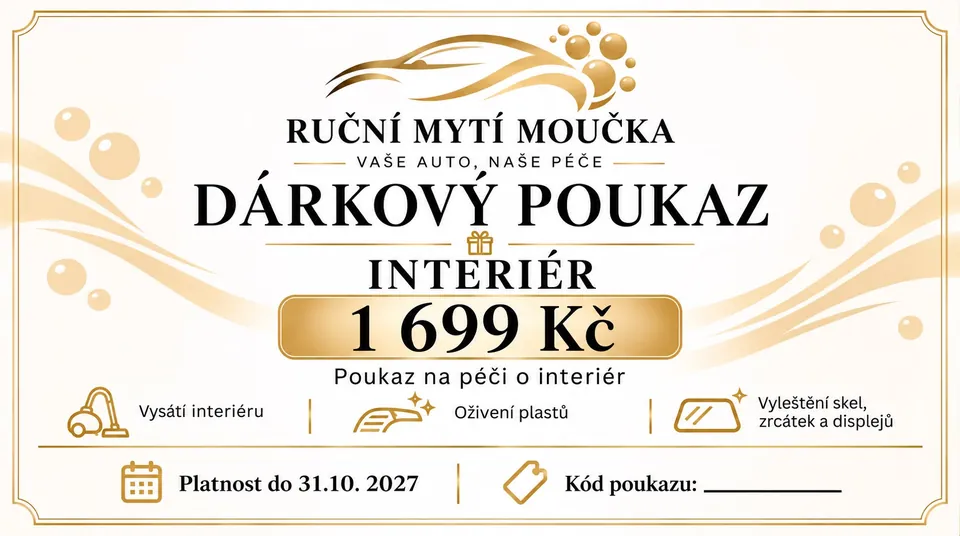 RUČNÍ MYTÍ MOUČKA
VAŠE AUTO, NAŠE PÉČE
DÁRKOVÝ POUKAZ
INTERIÉR
1 699 Kč
Poukaz na péči o interiér
Vysátí interiéru
Oživení plastů
Vyleštění skel,
zrcátek a displejů
Platnost do 31.10. 2027
Kód poukazu: